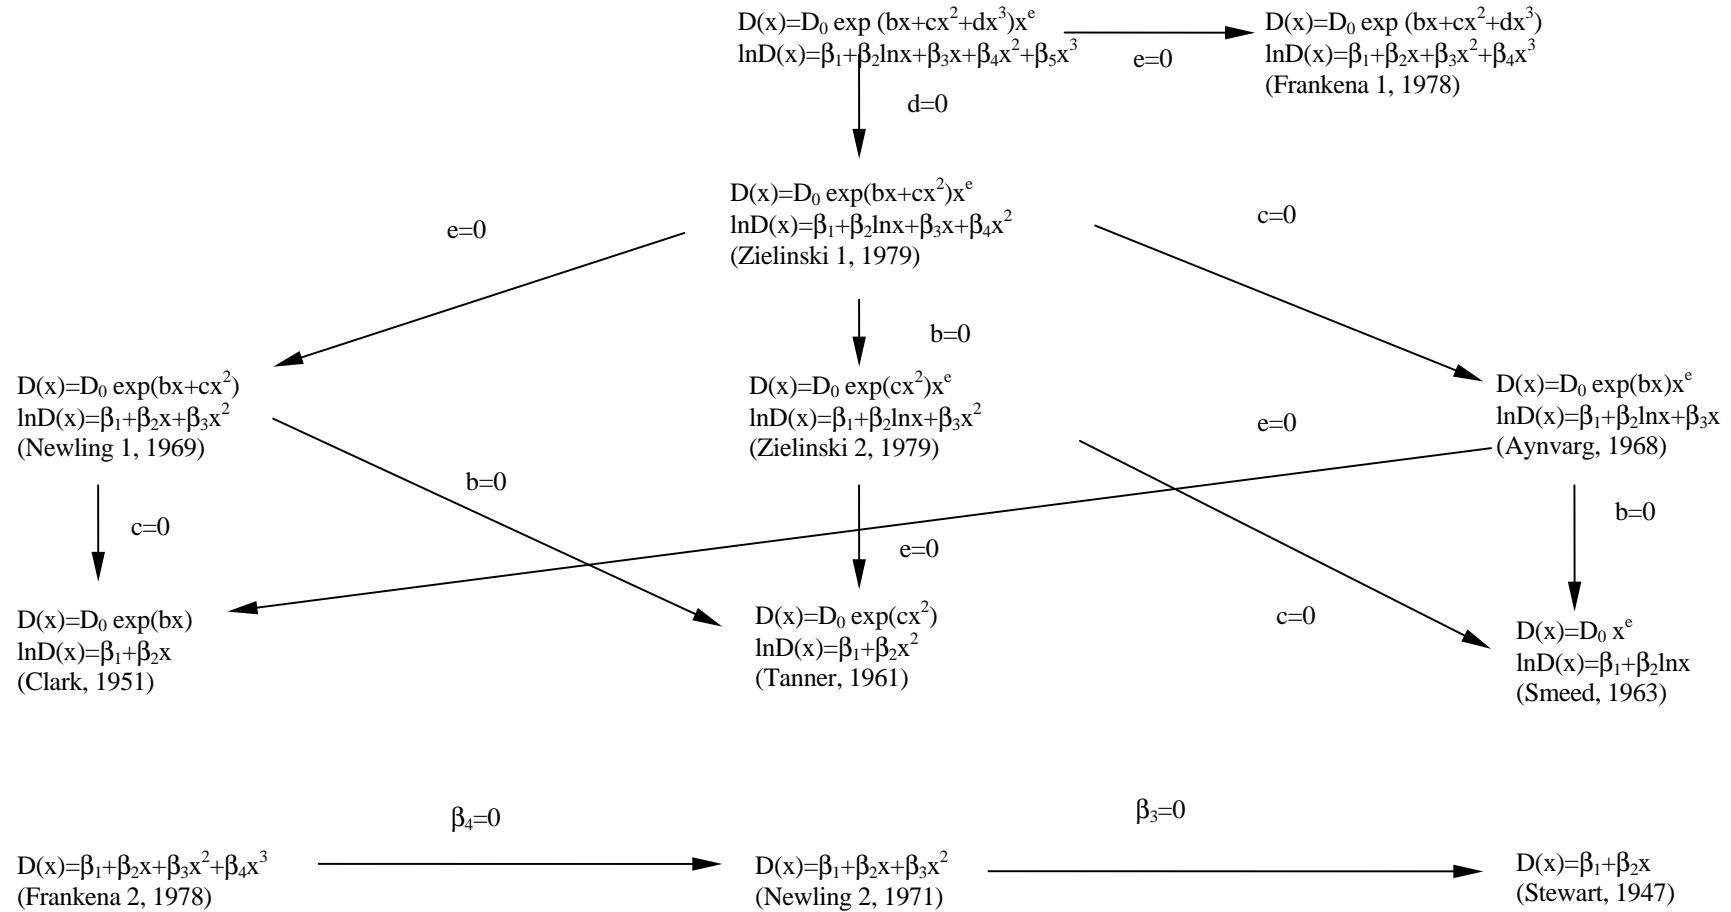 D(x)=D₀ exp (bx+cx²+dx³)xᵉ
lnD(x)=β₁+β₂lnx+β₃x+β₄x²+β₅x³
e=0
D(x)=D₀ exp (bx+cx²+dx³)
lnD(x)=β₁+β₂x+β₃x²+β₄x³
(Frankena 1, 1978)
d=0
D(x)=D₀ exp(bx+cx²)xᵉ
lnD(x)=β₁+β₂lnx+β₃x+β₄x²
(Zielinski 1, 1979)
e=0
c=0
b=0
D(x)=D₀ exp(bx+cx²)
lnD(x)=β₁+β₂x+β₃x²
(Newling 1, 1969)
D(x)=D₀ exp(cx²)xᵉ
lnD(x)=β₁+β₂lnx+β₃x²
(Zielinski 2, 1979)
D(x)=D₀ exp(bx)xᵉ
lnD(x)=β₁+β₂lnx+β₃x
(Aynvarg, 1968)
e=0
b=0
c=0
e=0
b=0
c=0
D(x)=D₀ exp(bx)
lnD(x)=β₁+β₂x
(Clark, 1951)
D(x)=D₀ exp(cx²)
lnD(x)=β₁+β₂x²
(Tanner, 1961)
D(x)=D₀ xᵉ
lnD(x)=β₁+β₂lnx
(Smeed, 1963)
β₄=0
β₃=0
D(x)=β₁+β₂x+β₃x²+β₄x³
(Frankena 2, 1978)
D(x)=β₁+β₂x+β₃x²
(Newling 2, 1971)
D(x)=β₁+β₂x
(Stewart, 1947)